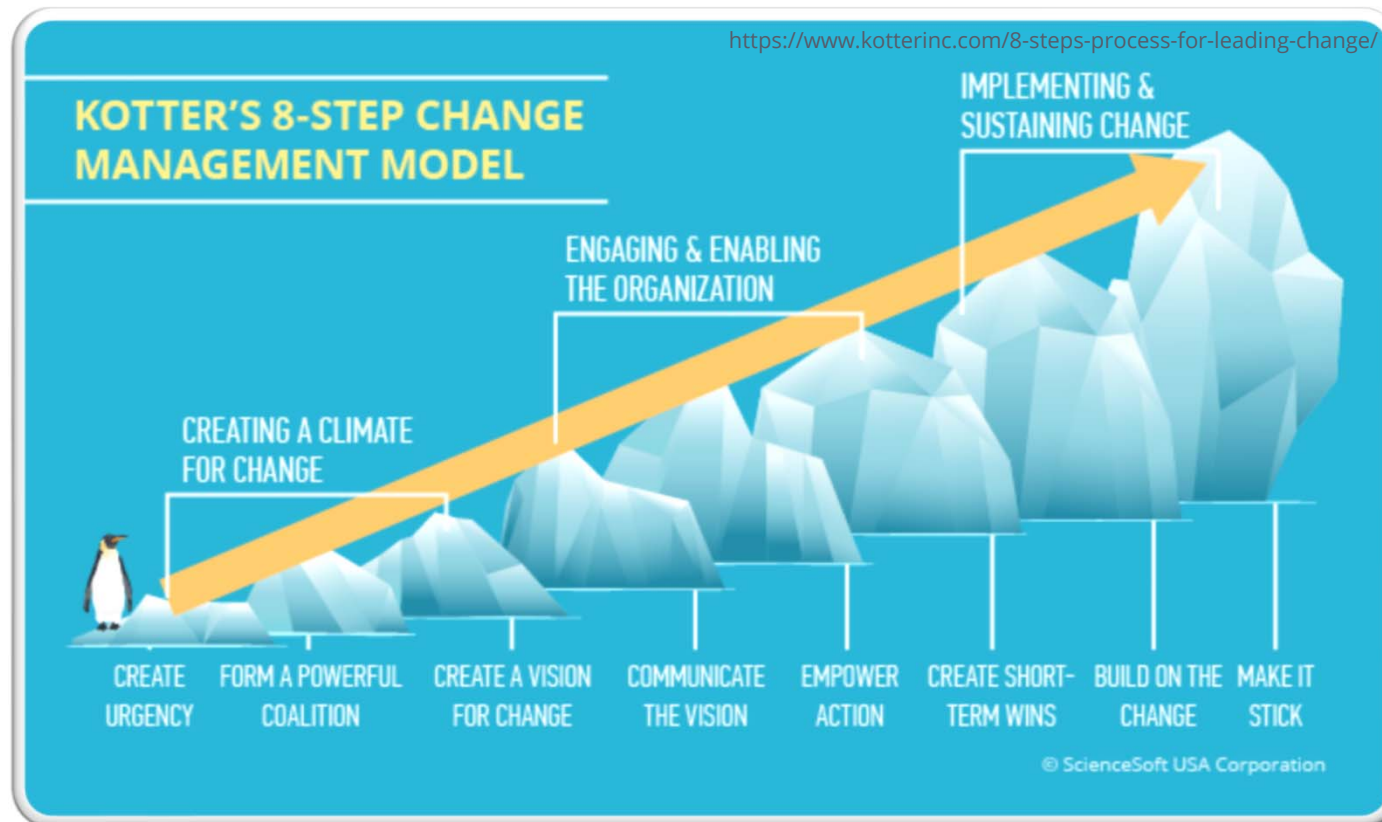 https://www.kotterinc.com/8-steps-process-for-leading-change/
KOTTER'S 8-STEP CHANGE
MANAGEMENT MODEL
IMPLEMENTING &
SUSTAINING CHANGE
ENGAGING & ENABLING
THE ORGANIZATION
CREATING A CLIMATE
FOR CHANGE
CREATE
URGENCY
FORM A POWERFUL
COALITION
CREATE A VISION
FOR CHANGE
COMMUNICATE
THE VISION
EMPOWER
ACTION
CREATE SHORT-
TERM WINS
BUILD ON THE
CHANGE
MAKE IT
STICK
© ScienceSoft USA Corporation